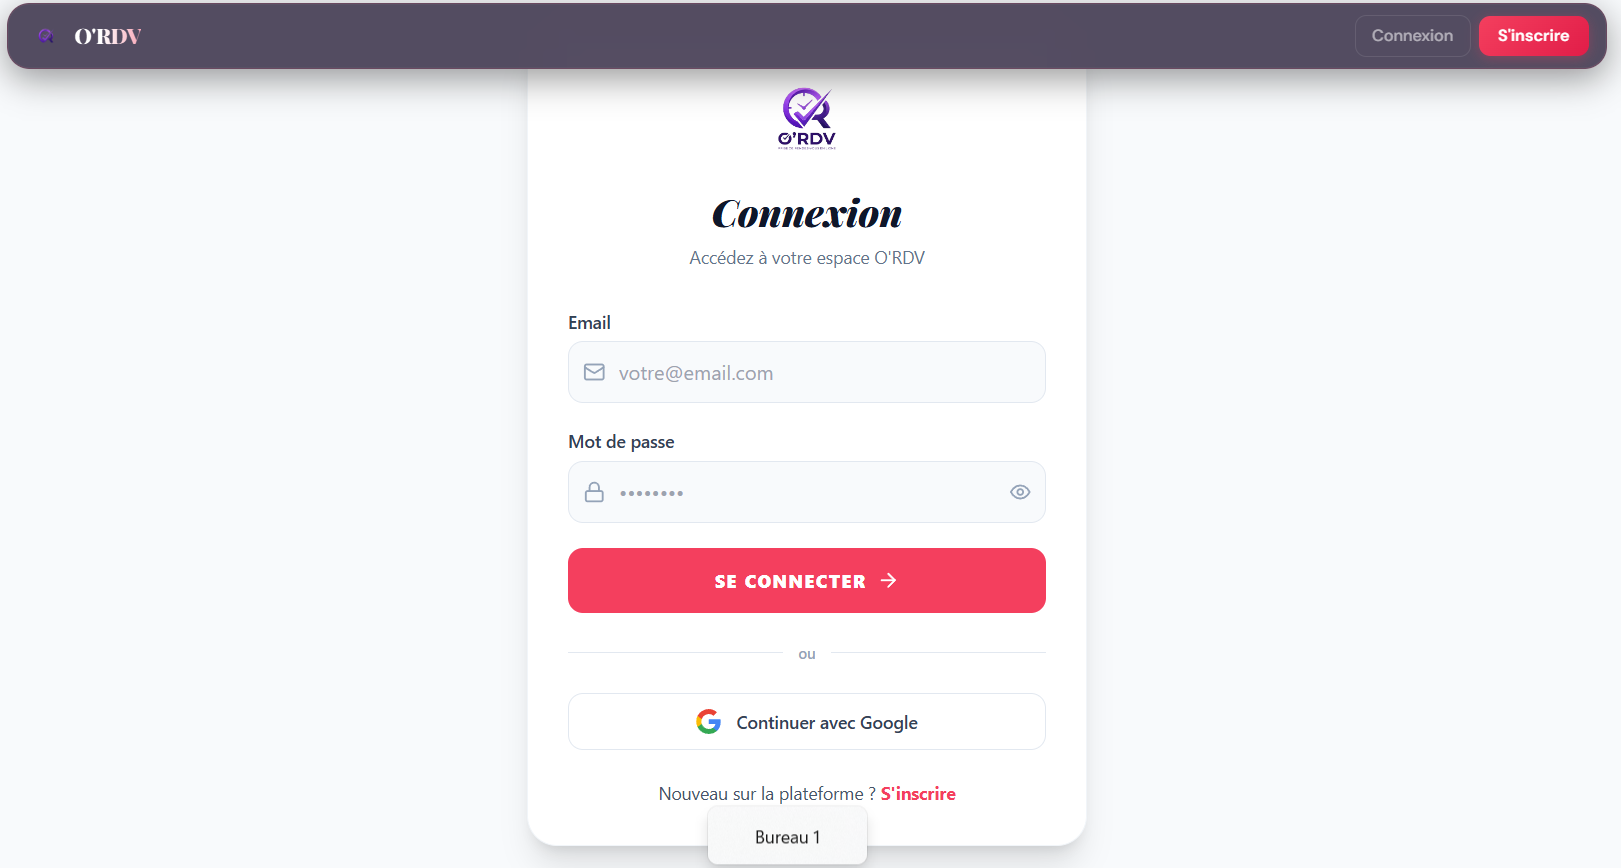 O'RDV
Connexion
S'inscrire
O'RDV
Connexion
Accédez à votre espace O'RDV
Email
votre@email.com
Mot de passe
••••••••
SE CONNECTER →
ou
Continuer avec Google
Nouveau sur la plateforme ? S'inscrire
Bureau 1